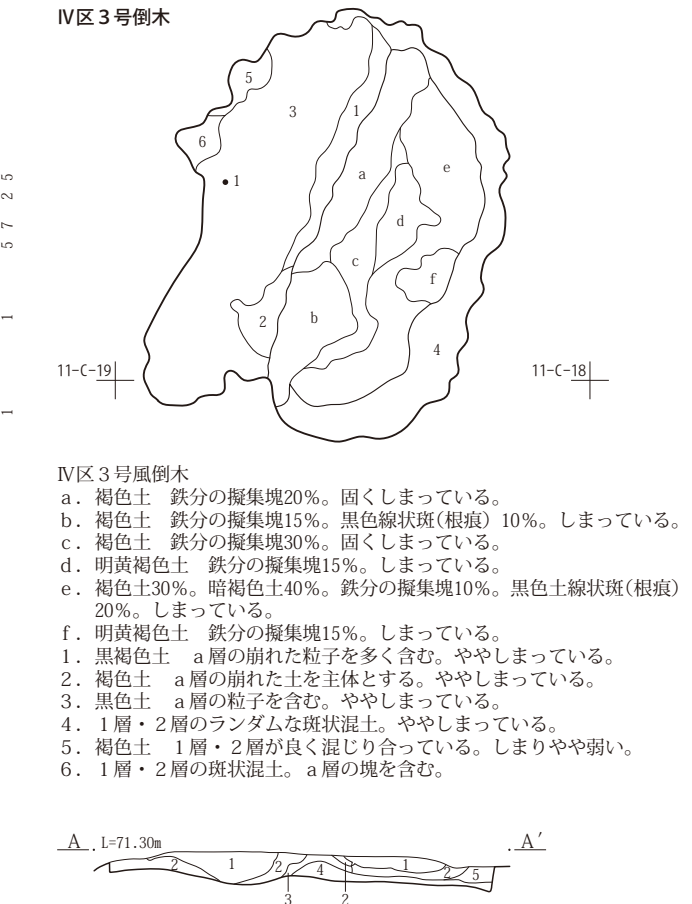 Ⅳ区３号倒木
5
3
1
6
1
a
e
d
c
f
2
b
4
5 7 2 5
1
1
11-C-19
11-C-18
Ⅳ区３号風倒木
a．褐色土　鉄分の擬集塊20%。固くしまっている。
b．褐色土　鉄分の擬集塊15%。黒色線状斑(根痕) 10%。しまっている。
c．褐色土　鉄分の擬集塊30%。固くしまっている。
d．明黄褐色土　鉄分の擬集塊15%。しまっている。
e．褐色土30%。暗褐色土40%。鉄分の擬集塊10%。黒色土線状斑(根痕)
20%。しまっている。
f．明黄褐色土　鉄分の擬集塊15%。しまっている。
1．黒褐色土　a層の崩れた粒子を多く含む。ややしまっている。
2．褐色土　a層の崩れた土を主体とする。ややしまっている。
3．黒色土　a層の粒子を含む。ややしまっている。
4．１層・２層のランダムな斑状混土。ややしまっている。
5．褐色土　１層・２層が良く混じり合っている。しまりやや弱い。
6．１層・２層の斑状混土。a層の塊を含む。
A . L=71.30m
. A′
2 1 2 4 1 2 5
3 2